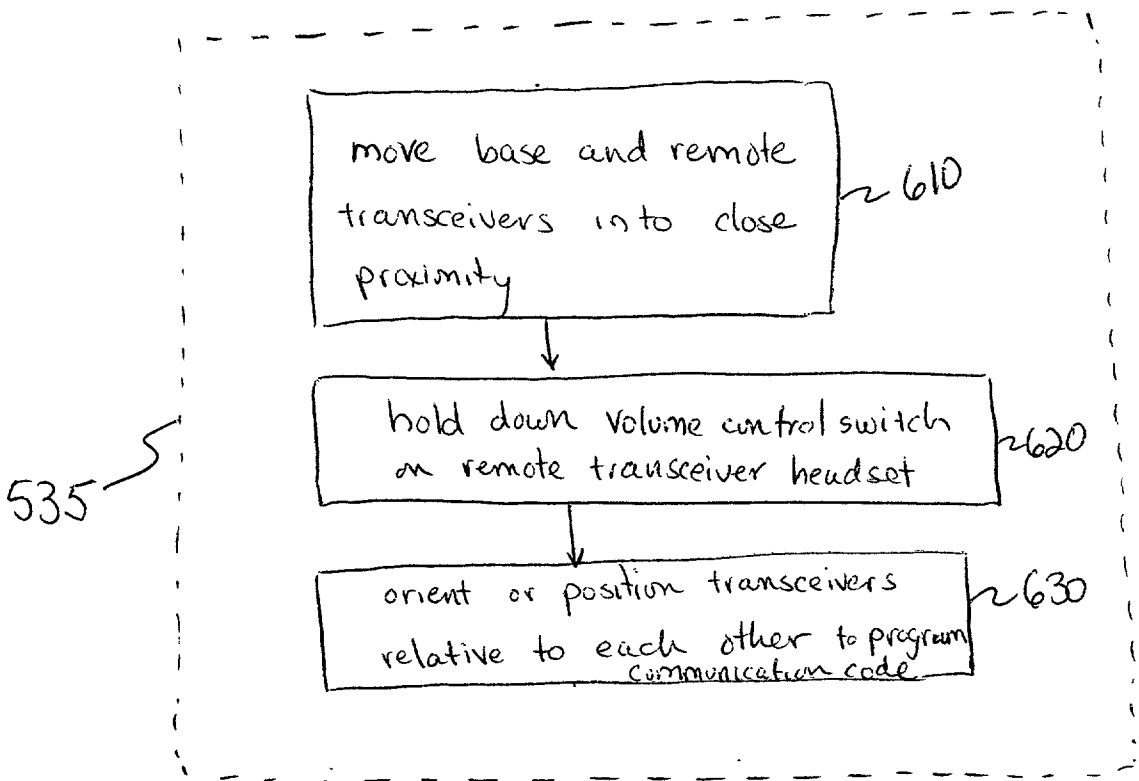 move base and remote
transceivers into close
proximity
610
hold down volume control switch
on remote transceiver headset
620
535
orient or position transceivers
relative to each other to program
communication code
630